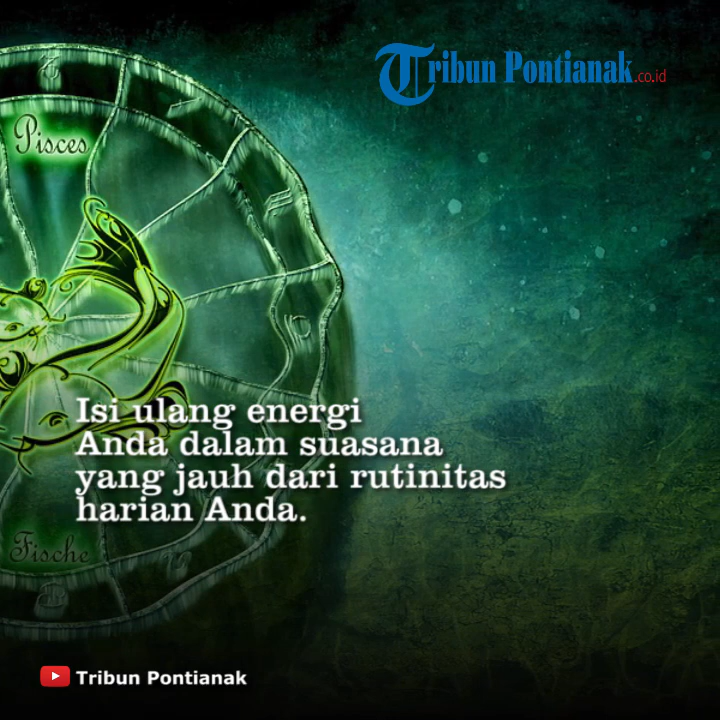 Tribun Pontianak.co.id
Pisces
Isi ulang energi
Anda dalam suasana
yang jauh dari rutinitas
harian Anda.
Fische
Tribun Pontianak